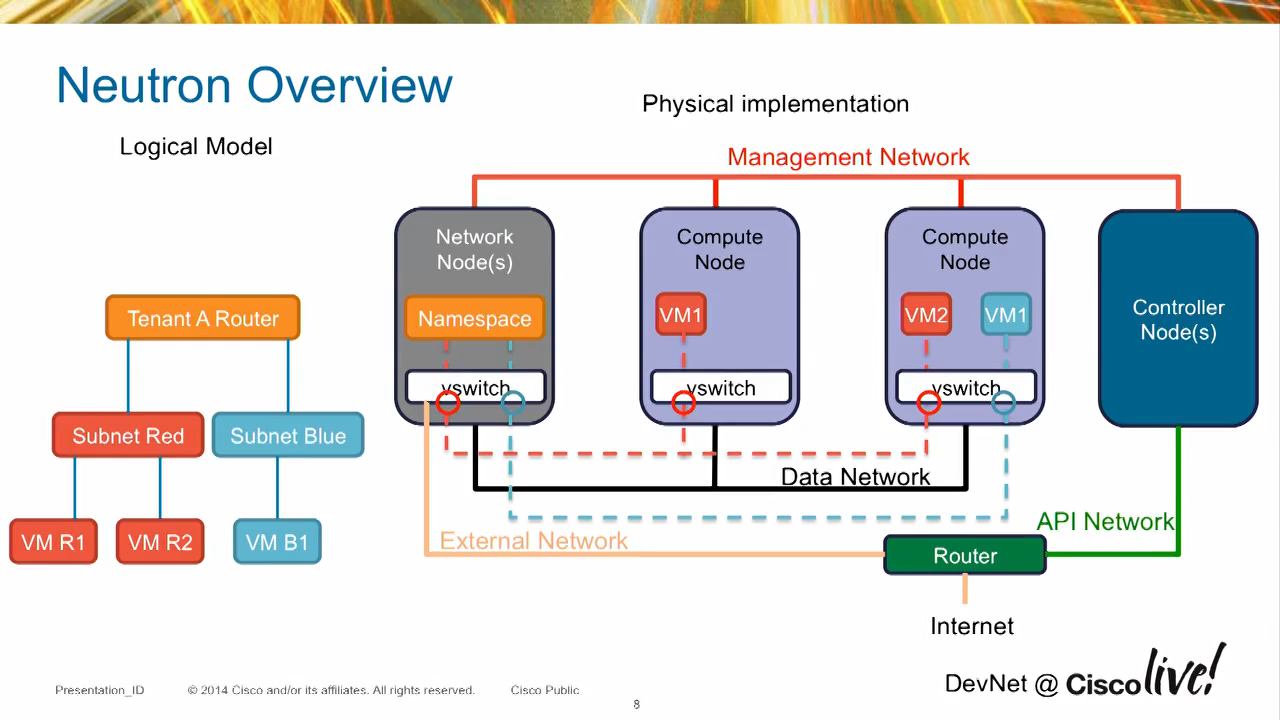 Neutron Overview
Physical implementation
Logical Model
Management Network
Network
Node(s)
Compute
Node
Compute
Node
Controller
Node(s)
Namespace
VM1
VM2
VM1
Tenant A Router
vswitch
vswitch
vswitch
Subnet Red
Subnet Blue
Data Network
API Network
VM R1
VM R2
VM B1
External Network
Router
Internet
DevNet @ Cisco live!
Presentation_ID
© 2014 Cisco and/or its affiliates. All rights reserved.
Cisco Public
8